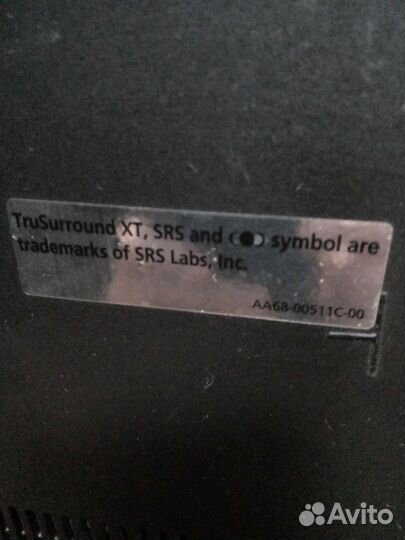 TruSurround XT, SRS and (●) symbol are
trademarks of SRS Labs, Inc.
AA68-00511C-00
Avito